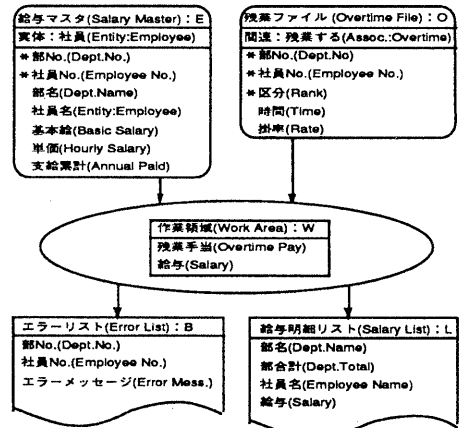 給与マスタ(Salary Master)：E
実体：社員(Entity:Employee)
*部No.(Dept.No.)
*社員No.(Employee No.)
部名(Dept.Name)
社員名(Entity:Employee)
基本給(Basic Salary)
単価(Hourly Salary)
支給累計(Annual Paid)
残業ファイル(Overtime File)：O
関連：残業する(Assoc.:Overtime)
*部No.(Dept.No)
*社員No.(Employee No.)
*区分(Rank)
時間(Time)
掛率(Rate)
作業領域(Work Area)：W
残業手当(Overtime Pay)
給与(Salary)
エラーリスト(Error List)：B
部No.(Dept.No.)
社員No.(Employee No.)
エラーメッセージ(Error Mess.)
給与明細リスト(Salary List)：L
部名(Dept.Name)
部合計(Dept.Total)
社員名(Employee Name)
給与(Salary)